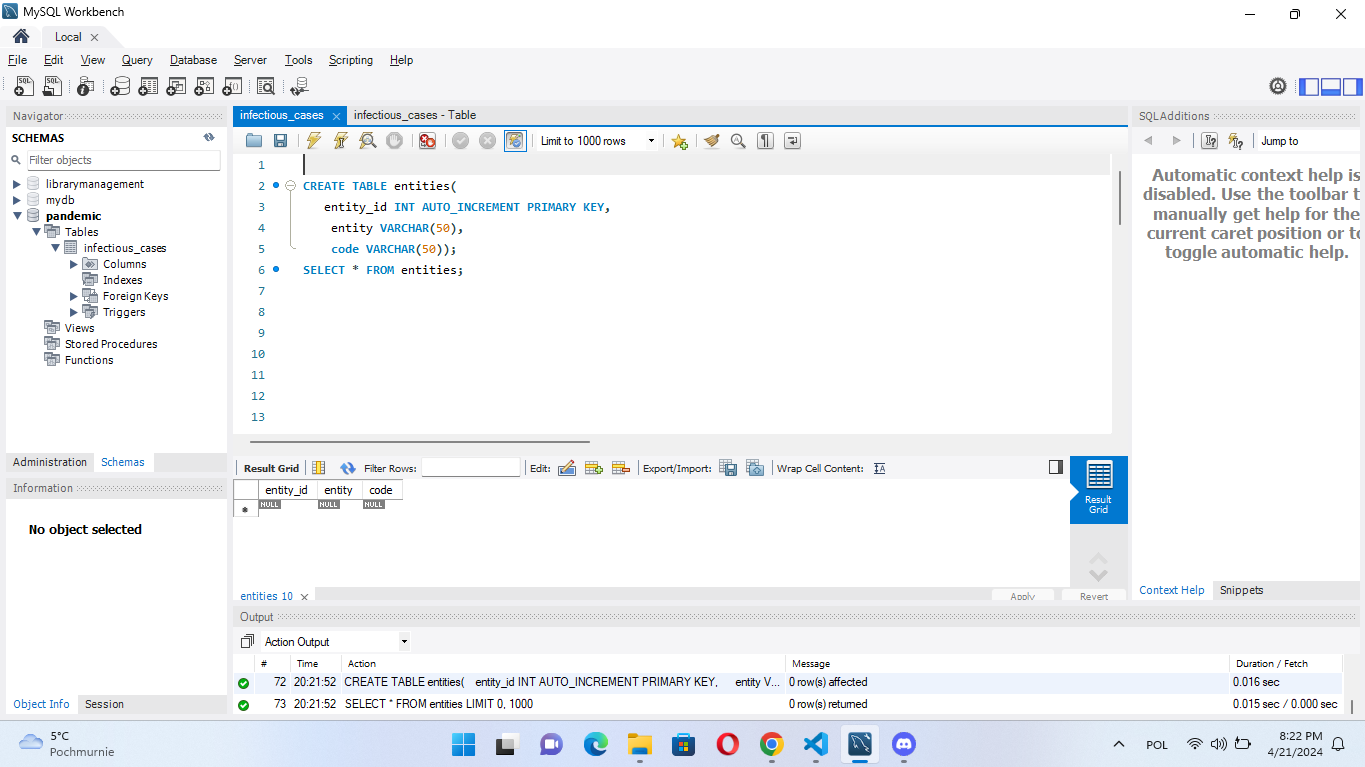 MySQL Workbench
Local
File Edit View Query Database Server Tools Scripting Help
Navigator
SCHEMAS
Filter objects
librarymanagement
mydb
pandemic
Tables
infectious_cases
Columns
Indexes
Foreign Keys
Triggers
Views
Stored Procedures
Functions
Administration Schemas
Information
No object selected
Object Info Session
infectious_cases infectious_cases - Table
Limit to 1000 rows
1
2 CREATE TABLE entities(
3 entity_id INT AUTO_INCREMENT PRIMARY KEY,
4 entity VARCHAR(50),
5 code VARCHAR(50));
6 SELECT * FROM entities;
7
8
9
10
11
12
13
Result Grid Filter Rows: Edit: Export/Import: Wrap Cell Content:
entity_id entity code
NULL NULL NULL
Result
Grid
entities 10 Apply Revert
Output
Action Output
# Time Action Message Duration / Fetch
72 20:21:52 CREATE TABLE entities( entity_id INT AUTO_INCREMENT PRIMARY KEY, entity V... 0 row(s) affected 0.016 sec
73 20:21:52 SELECT * FROM entities LIMIT 0, 1000 0 row(s) returned 0.015 sec / 0.000 sec
SQLAdditions
Jump to
Automatic context help is
disabled. Use the toolbar t
manually get help for the
current caret position or to
toggle automatic help.
Context Help Snippets
5°C
Pochmurnie
POL
8:22 PM
4/21/2024